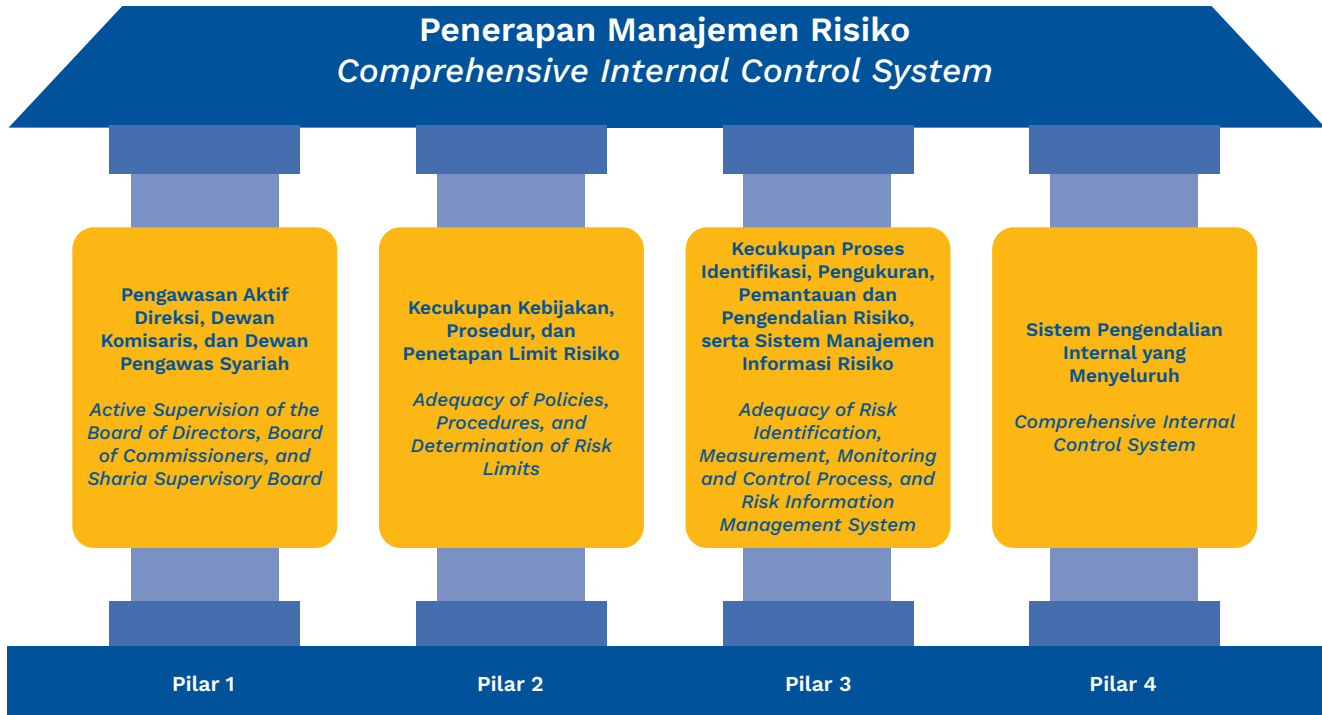 Penerapan Manajemen Risiko
Comprehensive Internal Control System
Pengawasan Aktif
Direksi, Dewan
Komisaris, dan Dewan
Pengawas Syariah
Active Supervision of the
Board of Directors, Board
of Commissioners, and
Sharia Supervisory Board
Kecukupan Kebijakan,
Prosedur, dan
Penetapan Limit Risiko
Adequacy of Policies,
Procedures, and
Determination of Risk
Limits
Kecukupan Proses
Identifikasi, Pengukuran,
Pemantauan dan
Pengendalian Risiko,
serta Sistem Manajemen
Informasi Risiko
Adequacy of Risk
Identification,
Measurement, Monitoring
and Control Process, and
Risk Information
Management System
Sistem Pengendalian
Internal yang
Menyeluruh
Comprehensive Internal
Control System
Pilar 1
Pilar 2
Pilar 3
Pilar 4